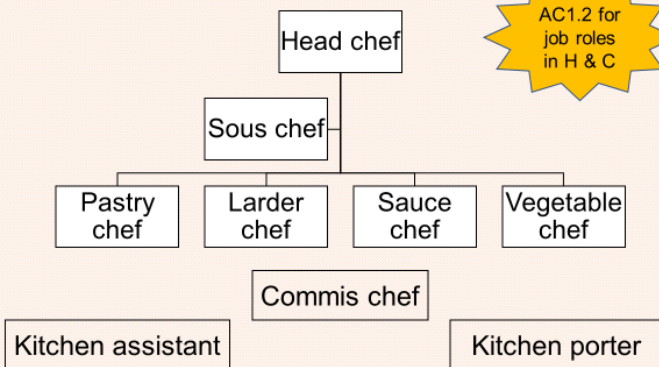 Head chef
AC1.2 for
job roles
in H & C
Sous chef
Pastry
chef
Larder
chef
Sauce
chef
Vegetable
chef
Commis chef
Kitchen assistant
Kitchen porter